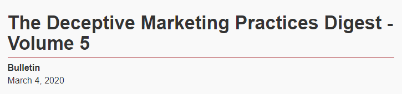 The Deceptive Marketing Practices Digest -
Volume 5
Bulletin
March 4, 2020